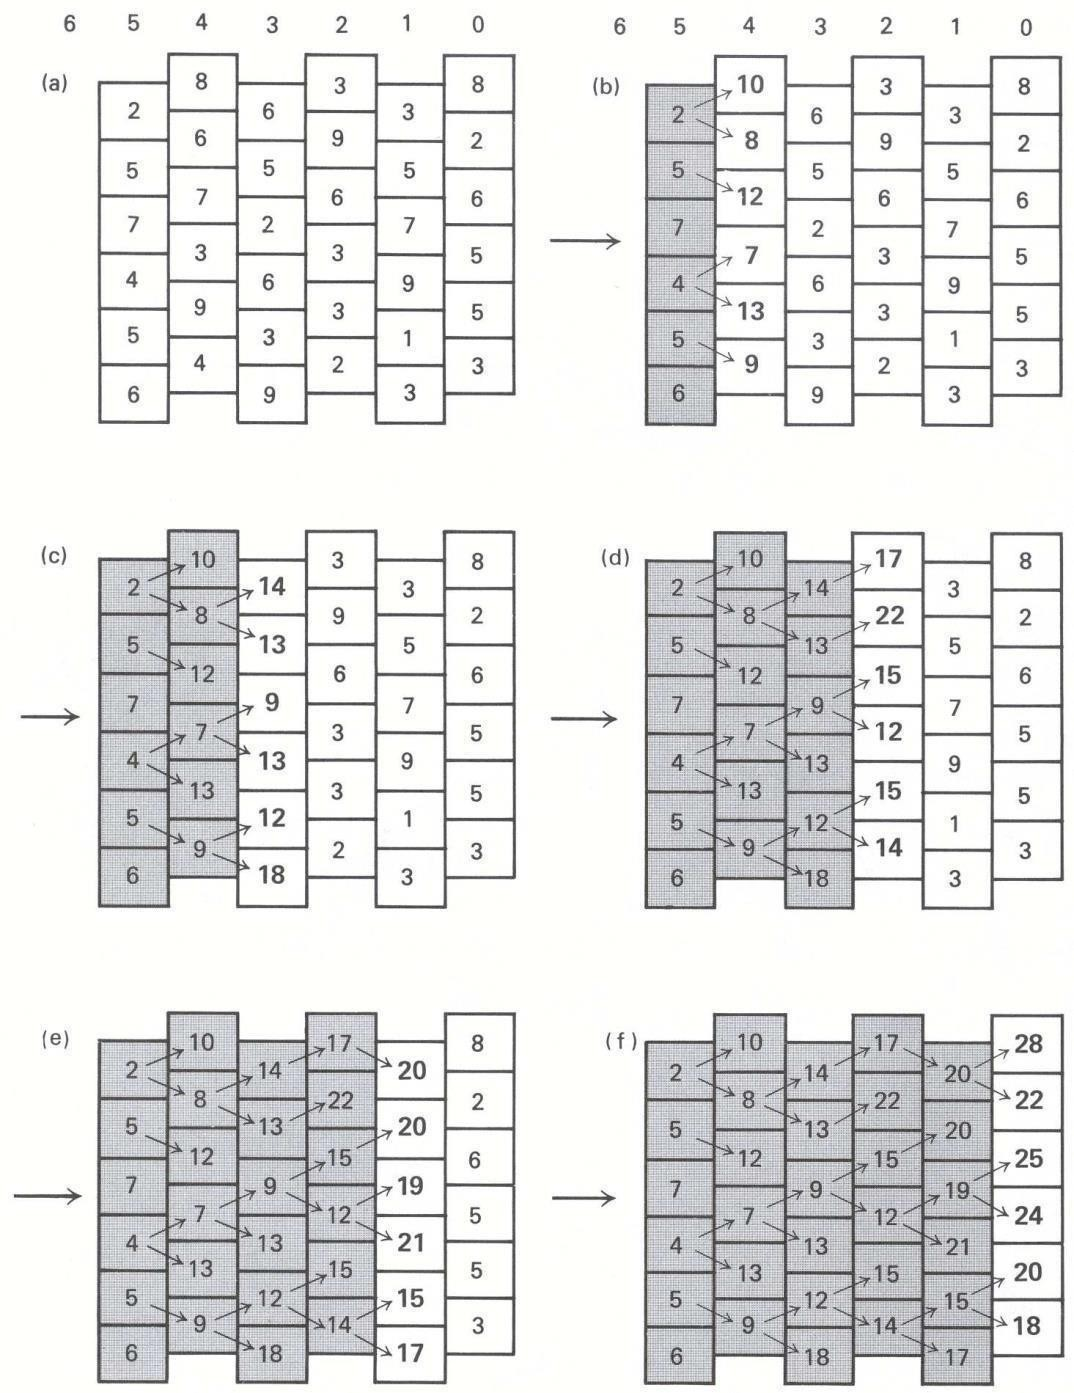 6 5 4 3 2 1 0
(a) 8 3 8
2 6 3
6 9 2
5 5 5
7 6 6
7 2 7
3 3 5
4 6 9
9 3 5
5 3 1
4 2 3
6 9 3
6 5 4 3 2 1 0
(b) 10 3 8
2 6 3
8 9 2
5 5 5
12 6 6
7 2 7
7 3 5
4 6 9
13 3 5
5 3 1
9 2 3
6 9 3
(c) 10 3 8
2 14 3
8 9 2
5 13 5
12 6 6
7 9 7
7 3 5
4 13 9
13 3 5
5 12 1
9 2 3
6 18 3
(d) 10 17 8
2 14 3
8 22 2
5 13 5
12 15 6
7 9 7
7 12 5
4 13 9
13 15 5
5 12 1
9 14 3
6 18 3
(e) 10 17 8
2 14 20
8 22 2
5 13 20
12 15 6
7 9 19
7 12 5
4 13 21
13 15 5
5 12 15
9 14 3
6 18 17
(f) 10 17 28
2 14 20
8 22 22
5 13 20
12 15 25
7 9 19
7 12 24
4 13 21
13 15 20
5 12 15
9 14 18
6 18 17